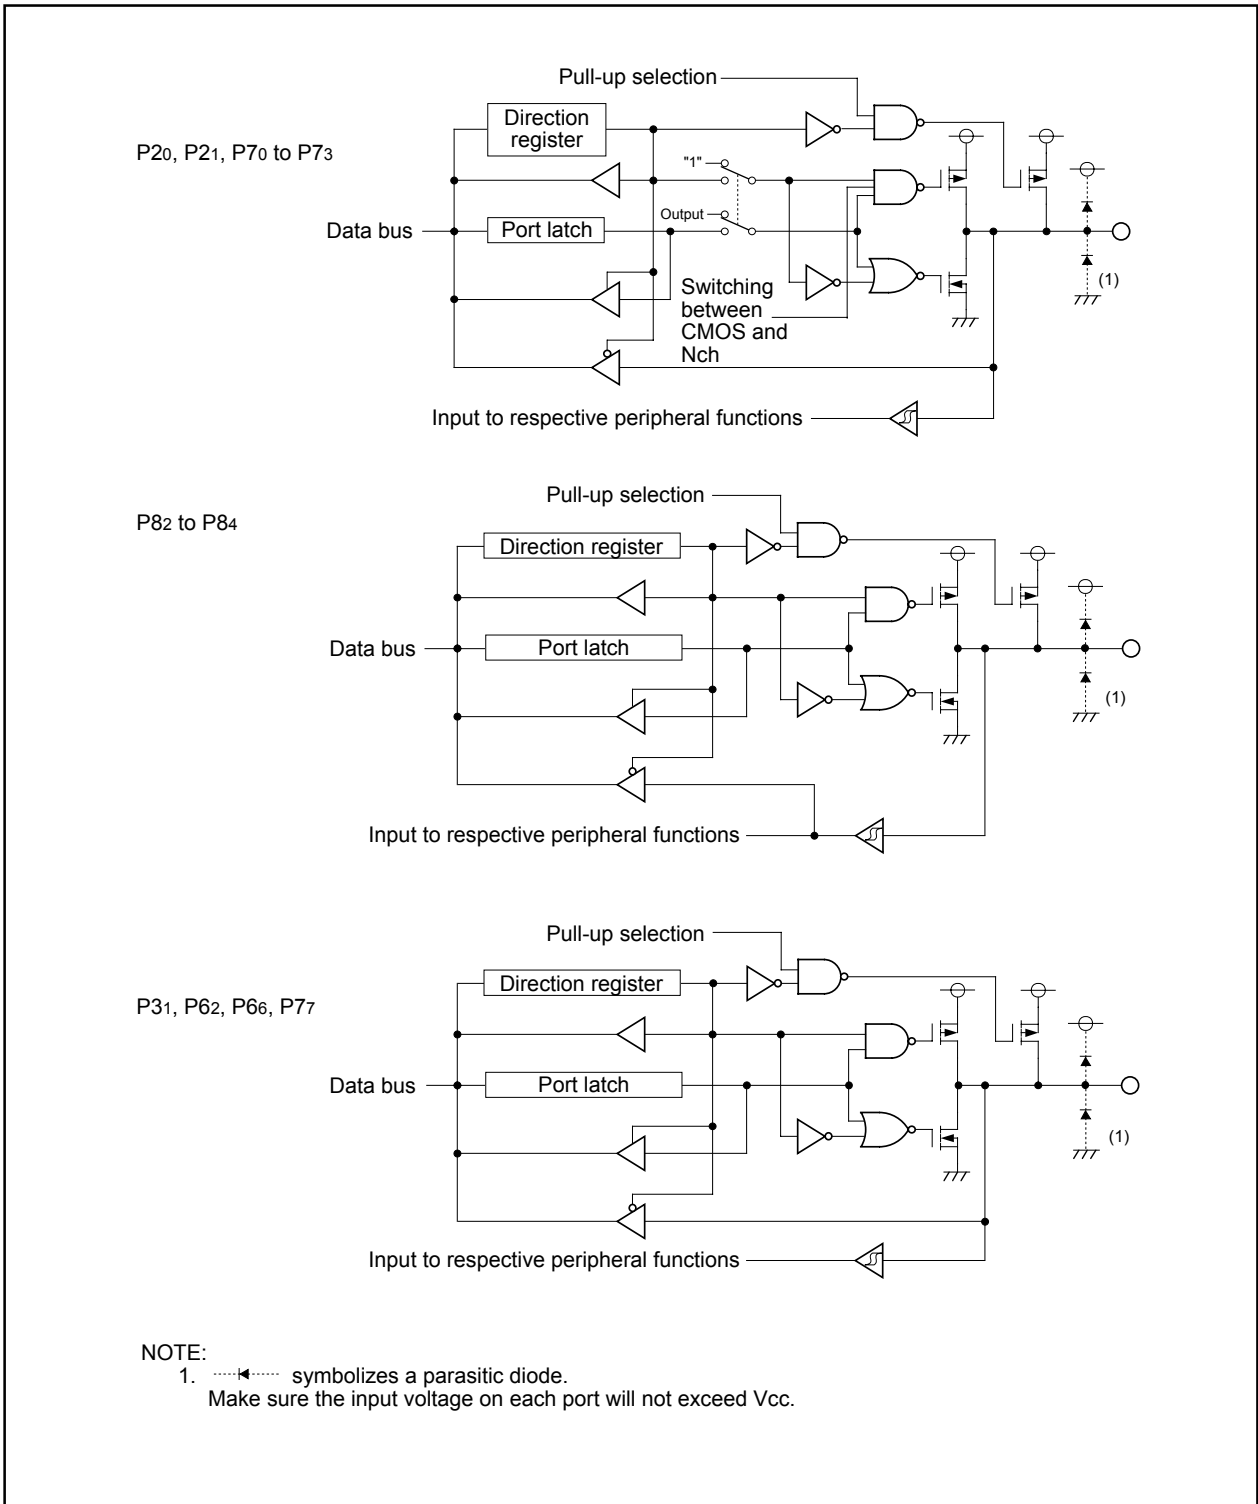 Pull-up selection
Direction
register
P20, P21, P70 to P73
"1"
Output
Data bus
Port latch
(1)
Switching
between
CMOS and
Nch
Input to respective peripheral functions
Pull-up selection
P82 to P84
Direction register
Data bus
Port latch
(1)
Input to respective peripheral functions
Pull-up selection
Direction register
P31, P62, P66, P77
Data bus
Port latch
(1)
Input to respective peripheral functions
NOTE:
1. symbolizes a parasitic diode.
Make sure the input voltage on each port will not exceed Vcc.